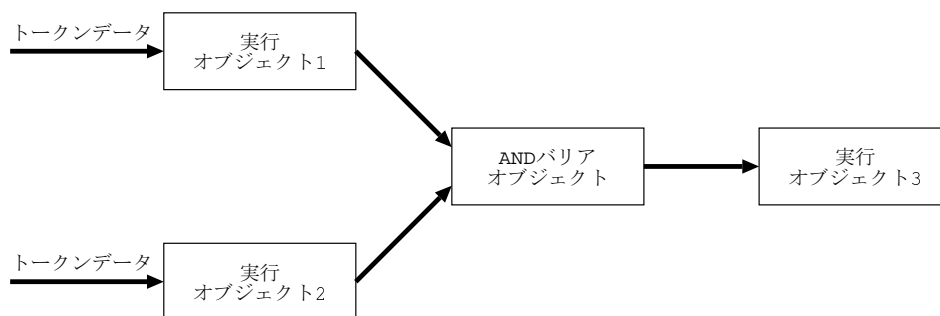 トークンデータ
実行
オブジェクト1
ANDバリア
オブジェクト
実行
オブジェクト3
トークンデータ
実行
オブジェクト2